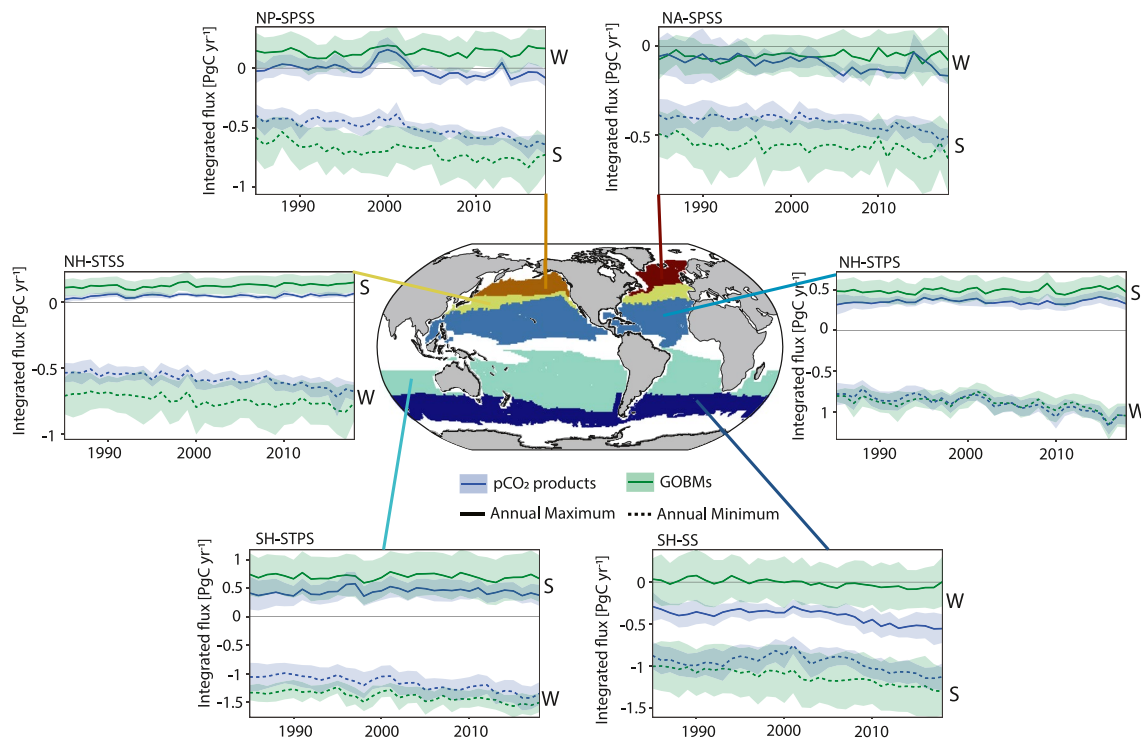 NP-SPSS
Integrated flux [PgC yr⁻¹]
0.5
0
-0.5
-1
W
S
1990
2000
2010
NA-SPSS
Integrated flux [PgC yr⁻¹]
0
-0.5
W
S
1990
2000
2010
NH-STSS
Integrated flux [PgC yr⁻¹]
0
-0.5
-1
S
W
1990
2000
2010
NH-STPS
Integrated flux [PgC yr⁻¹]
0.5
0
-0.5
1
S
W
1990
2000
2010
pCO₂ products
GOBMs
Annual Maximum
Annual Minimum
SH-STPS
Integrated flux [PgC yr⁻¹]
1
0.5
0
-0.5
-1
-1.5
S
W
1990
2000
2010
SH-SS
Integrated flux [PgC yr⁻¹]
0
-0.5
-1
-1.5
W
S
1990
2000
2010